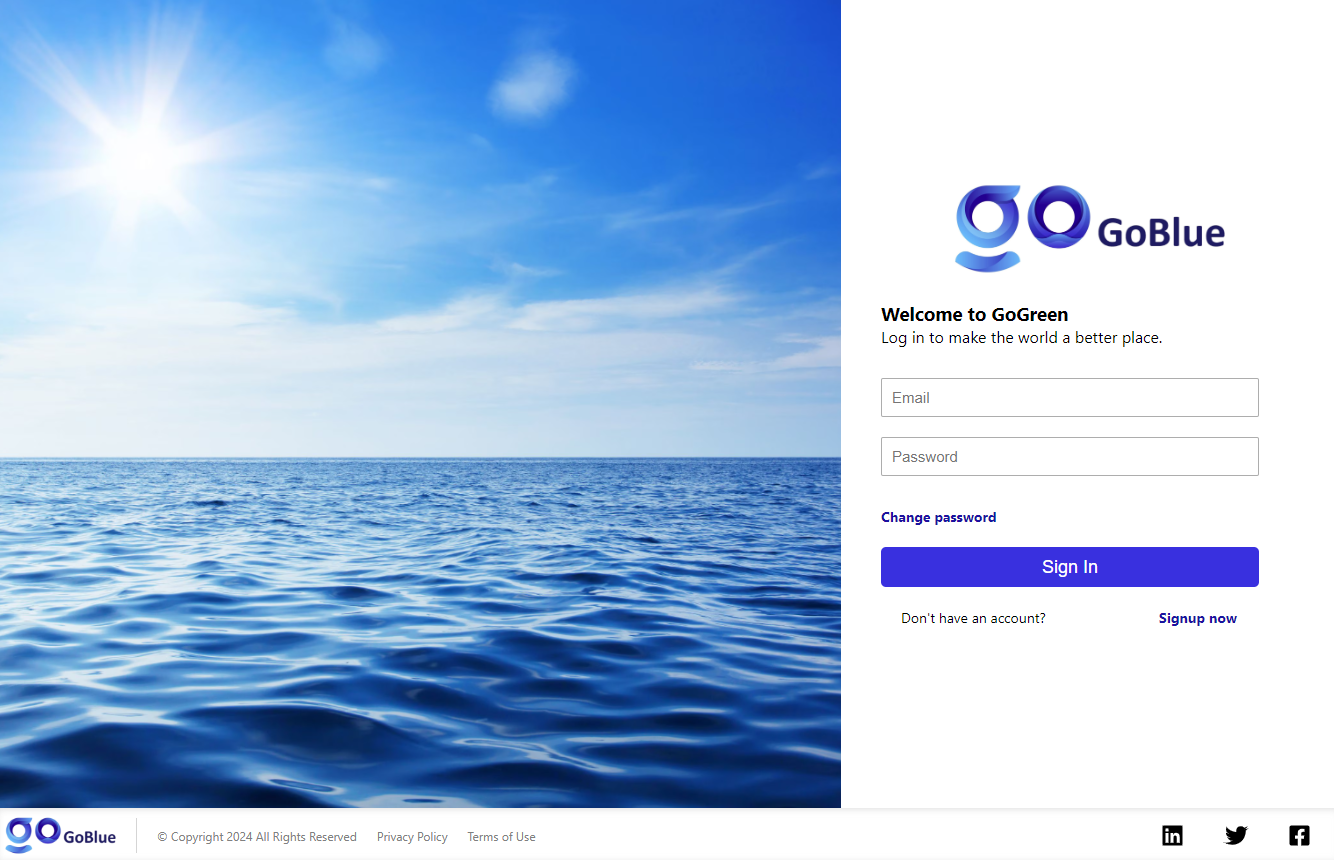 go GoBlue
Welcome to GoGreen
Log in to make the world a better place.
Email
Password
Change password
Sign In
Don't have an account? Signup now
go GoBlue © Copyright 2024 All Rights Reserved Privacy Policy Terms of Use in f